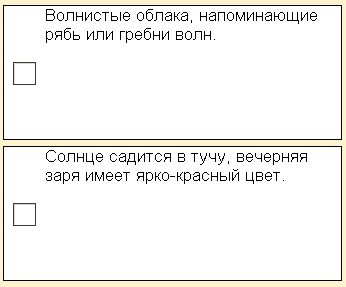 Волнистые облака, напоминающие
рябь или гребни волн.
Солнце садится в тучу, вечерняя
заря имеет ярко-красный цвет.